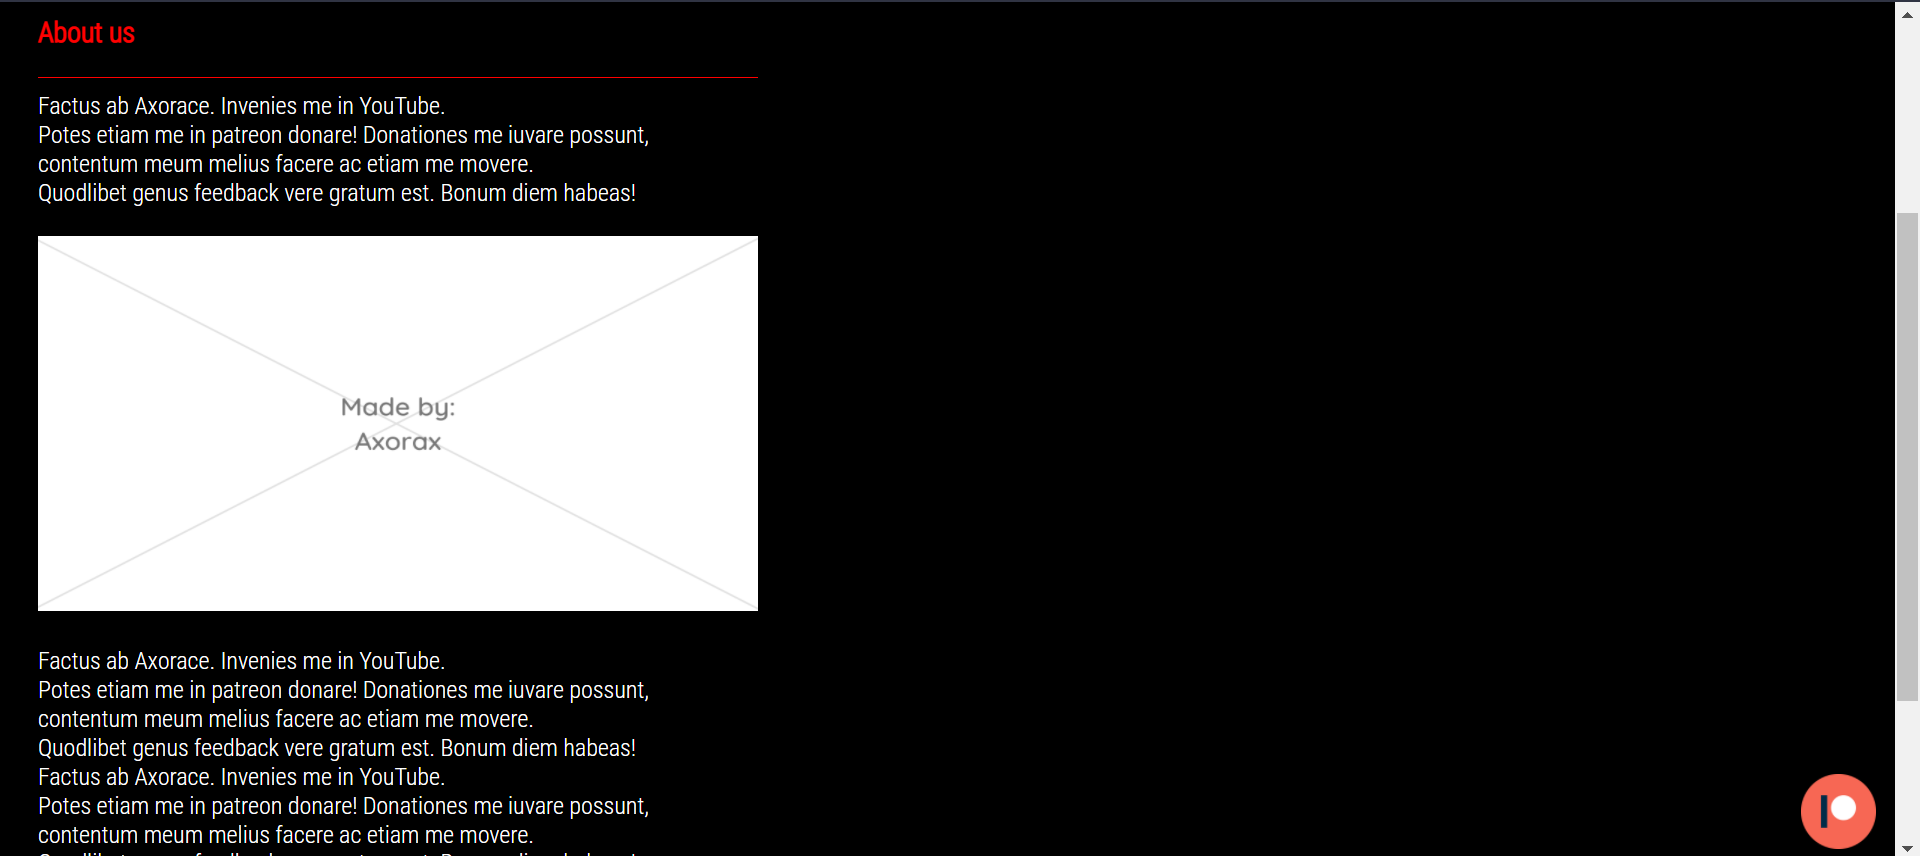 About us
Factus ab Axorace. Invenies me in YouTube.
Potes etiam me in patreon donare! Donationes me iuvare possunt,
contentum meum melius facere ac etiam me movere.
Quodlibet genus feedback vere gratum est. Bonum diem habeas!
Made by:
Axorax
Factus ab Axorace. Invenies me in YouTube.
Potes etiam me in patreon donare! Donationes me iuvare possunt,
contentum meum melius facere ac etiam me movere.
Quodlibet genus feedback vere gratum est. Bonum diem habeas!
Factus ab Axorace. Invenies me in YouTube.
Potes etiam me in patreon donare! Donationes me iuvare possunt,
contentum meum melius facere ac etiam me movere.